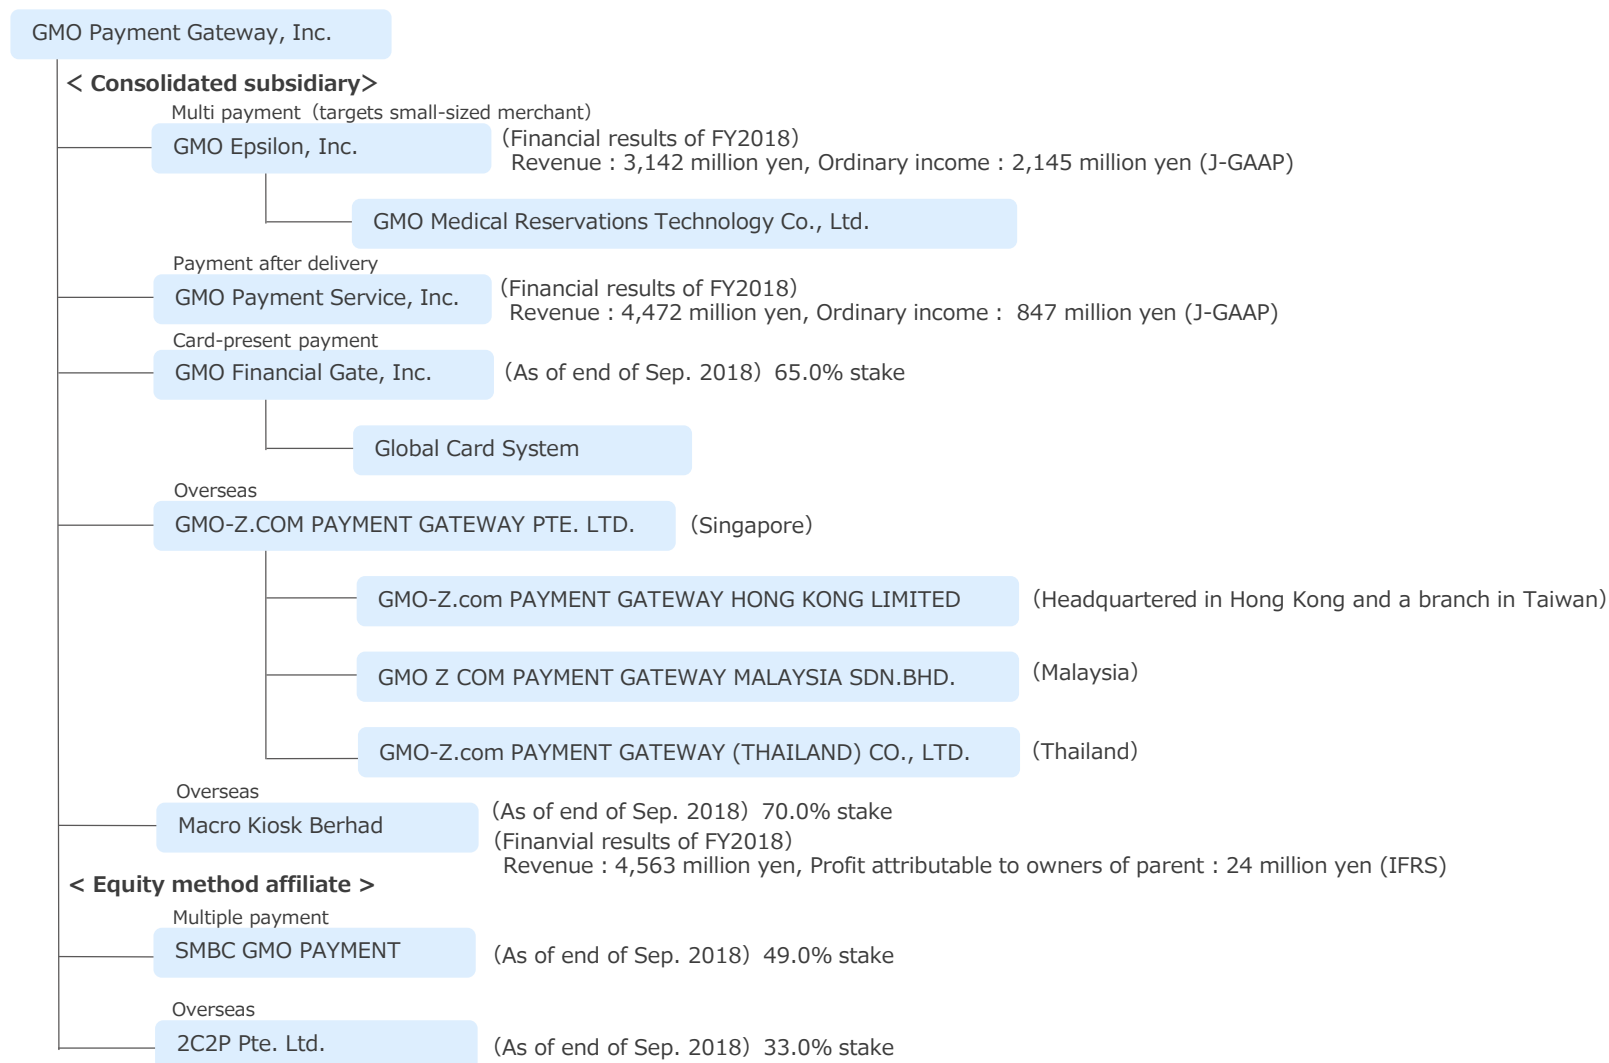 GMO Payment Gateway, Inc.
< Consolidated subsidiary>
Multi payment（targets small-sized merchant）
GMO Epsilon, Inc.
（Financial results of FY2018）
Revenue : 3,142 million yen, Ordinary income : 2,145 million yen (J-GAAP)
GMO Medical Reservations Technology Co., Ltd.
Payment after delivery
GMO Payment Service, Inc.
（Financial results of FY2018）
Revenue : 4,472 million yen, Ordinary income : 847 million yen (J-GAAP)
Card-present payment
GMO Financial Gate, Inc.
（As of end of Sep. 2018）65.0% stake
Global Card System
Overseas
GMO-Z.COM PAYMENT GATEWAY PTE. LTD.
（Singapore）
GMO-Z.com PAYMENT GATEWAY HONG KONG LIMITED
（Headquartered in Hong Kong and a branch in Taiwan）
GMO Z COM PAYMENT GATEWAY MALAYSIA SDN.BHD.
（Malaysia）
GMO-Z.com PAYMENT GATEWAY (THAILAND) CO., LTD.
（Thailand）
Overseas
Macro Kiosk Berhad
（As of end of Sep. 2018）70.0% stake
（Finanvial results of FY2018）
Revenue : 4,563 million yen, Profit attributable to owners of parent : 24 million yen (IFRS)
< Equity method affiliate >
Multiple payment
SMBC GMO PAYMENT
（As of end of Sep. 2018）49.0% stake
Overseas
2C2P Pte. Ltd.
（As of end of Sep. 2018）33.0% stake